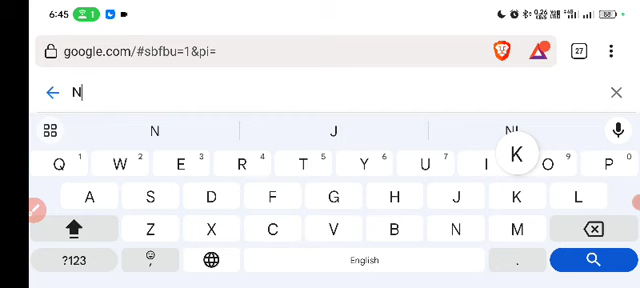 6:45 1
google.com/#sbfbu=1&pi= 27
N
N J
K
Q 1 W 2 E 3 R 4 T 5 Y 6 U 7 I O 9 P 0
A S D F G H J K L
Z X C V B N M
?123 , English .